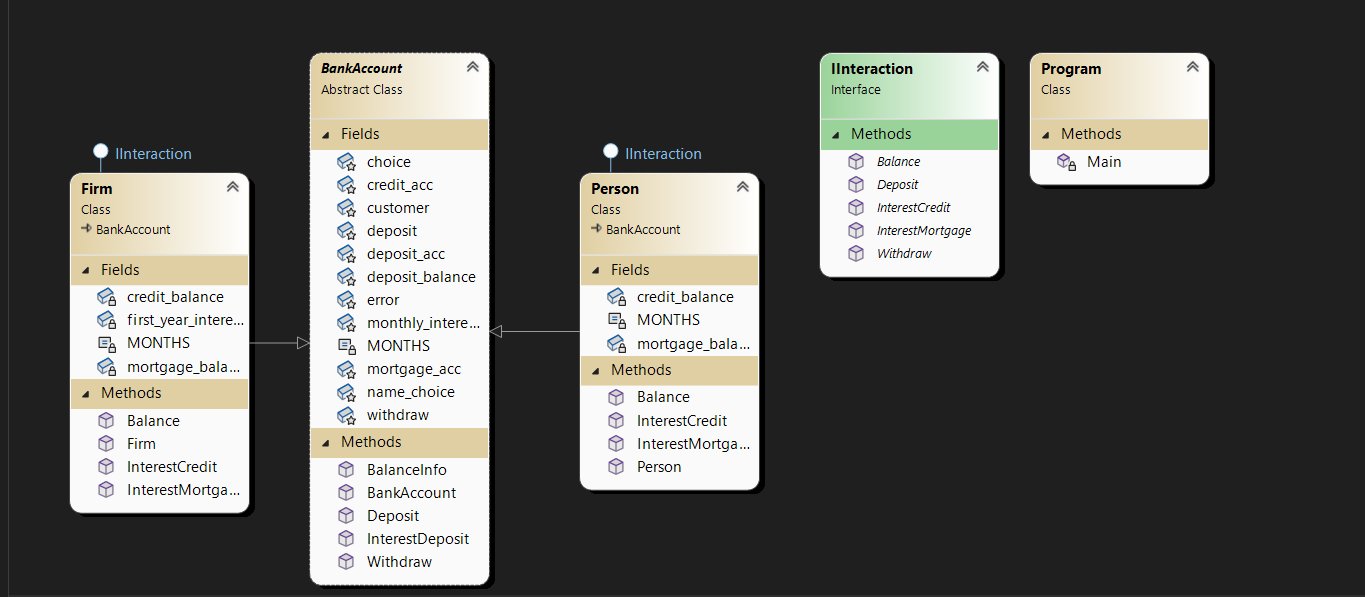 IInteraction
Firm
Class
BankAccount
Fields
credit_balance
first_year_intere...
MONTHS
mortgage_bala...
Methods
Balance
Firm
InterestCredit
InterestMortga...
BankAccount
Abstract Class
Fields
choice
credit_acc
customer
deposit
deposit_acc
deposit_balance
error
monthly_intere...
MONTHS
mortgage_acc
name_choice
withdraw
Methods
BalanceInfo
BankAccount
Deposit
InterestDeposit
Withdraw
IInteraction
Person
Class
BankAccount
Fields
credit_balance
MONTHS
mortgage_bala...
Methods
Balance
InterestCredit
InterestMortga...
Person
IInteraction
Interface
Methods
Balance
Deposit
InterestCredit
InterestMortgage
Withdraw
Program
Class
Methods
Main